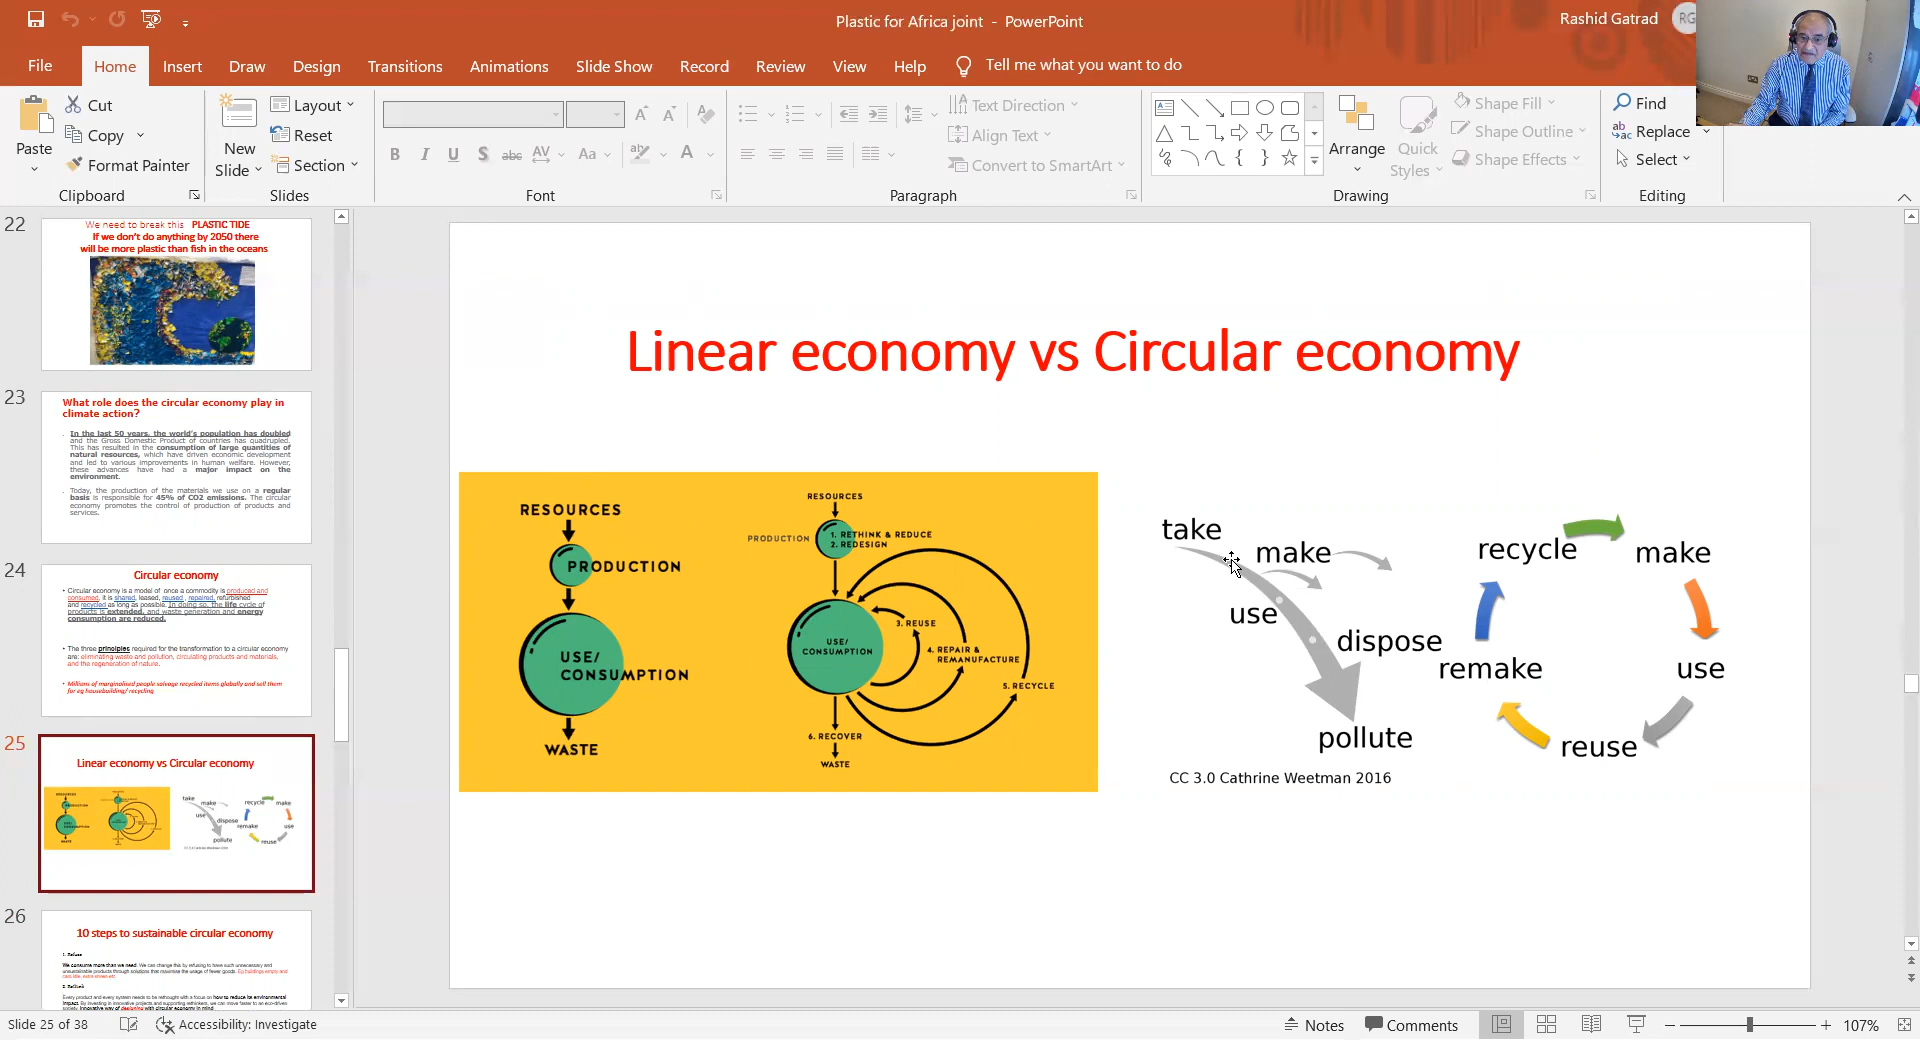 Plastic for Africa joint - PowerPoint
Rashid Gatrad
RG
File Home Insert Draw Design Transitions Animations Slide Show Record Review View Help Tell me what you want to do
Paste
Cut
Copy
Format Painter
Clipboard
New
Slide
Layout
Reset
Section
Slides
B I U S abc AV Aa ab A
Font
Text Direction
Align Text
Convert to SmartArt
Paragraph
Arrange
Quick
Styles
Shape Fill
Shape Outline
Shape Effects
Drawing
Find
Replace
Select
Editing
22
We need to break this PLASTIC TIDE
If we don't do anything by 2050 there
will be more plastic than fish in the oceans
23
What role does the circular economy play in
climate action?
In the last 50 years, the world's population has doubled
and the Gross Domestic Product of countries has quadrupled.
This has resulted in the consumption of large quantities of
natural resources, which have driven economic development
and led to various improvements in human welfare. However,
these advances have had a major impact on the
environment.
Today, the production of the materials we use on a regular
basis is responsible for 45% of CO2 emissions. The circular
economy promotes the control of production of products and
services.
24
Circular economy
• Circular economy is a model of once a commodity is produced and
consumed, it is shared, leased, reused, repaired, refurbished
and recycled as long as possible. In doing so, the life cycle of
products is extended, and waste generation and energy
consumption are reduced.
• The three principles required for the transformation to a circular economy
are: eliminating waste and pollution, circulating products and materials,
and the regeneration of nature.
• Millions of marginalised people salvage recycled items globally and sell them
for eg housebuilding/ recycling
25
Linear economy vs Circular economy
26
10 steps to sustainable circular economy
1. Refuse
We consume more than we need. We can change this by refusing to have such unnecessary and
unsustainable products through solutions that maximise the usage of fewer goods. Eg buildings empty and
2. Rethink
Every product and every system needs to be rethought with a focus on how to reduce its environmental
impact. By investing in innovative projects and supporting rethinkers, we can move faster to an eco-driven
society. Innovative way of designing with circular economy in mind
Linear economy vs Circular economy
RESOURCES
PRODUCTION
USE/
CONSUMPTION
WASTE
RESOURCES
PRODUCTION
1. RETHINK & REDUCE
2. REDESIGN
USE/
CONSUMPTION
3. REUSE
4. REPAIR &
REMANUFACTURE
5. RECYCLE
6. RECOVER
WASTE
take
make
use
dispose
pollute
CC 3.0 Cathrine Weetman 2016
recycle
make
use
reuse
remake
Slide 25 of 38
Accessibility: Investigate
Notes
Comments
107%